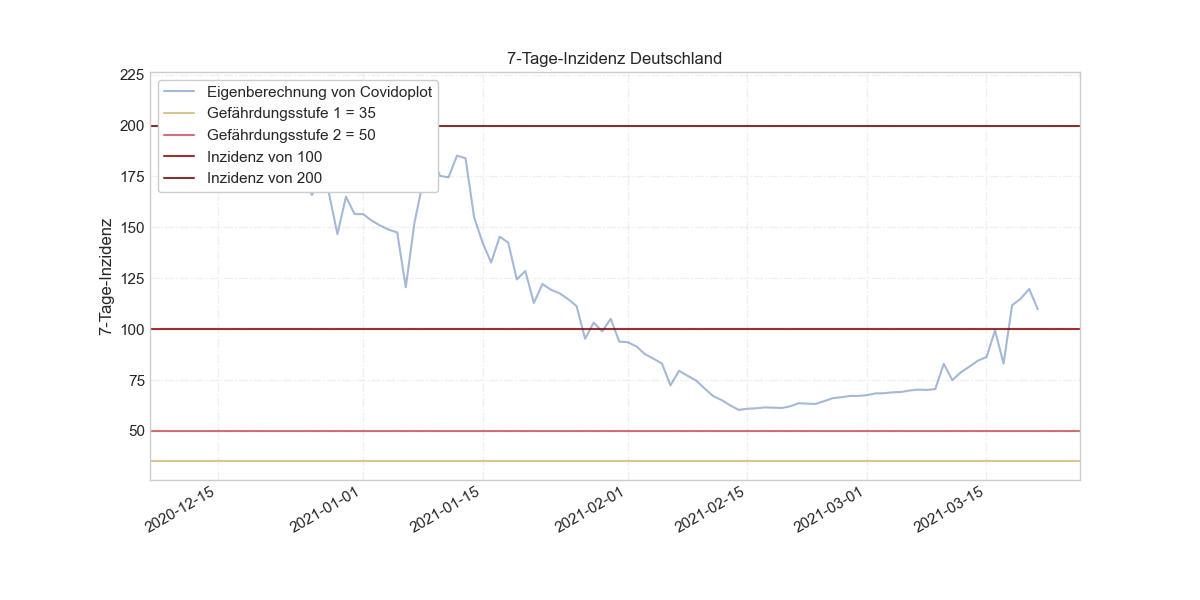 7-Tage-Inzidenz Deutschland
225
200
175
150
125
100
75
50
7-Tage-Inzidenz
Eigenberechnung von Covidoplot
Gefährdungsstufe 1 = 35
Gefährdungsstufe 2 = 50
Inzidenz von 100
Inzidenz von 200
2020-12-15
2021-01-01
2021-01-15
2021-02-01
2021-02-15
2021-03-01
2021-03-15